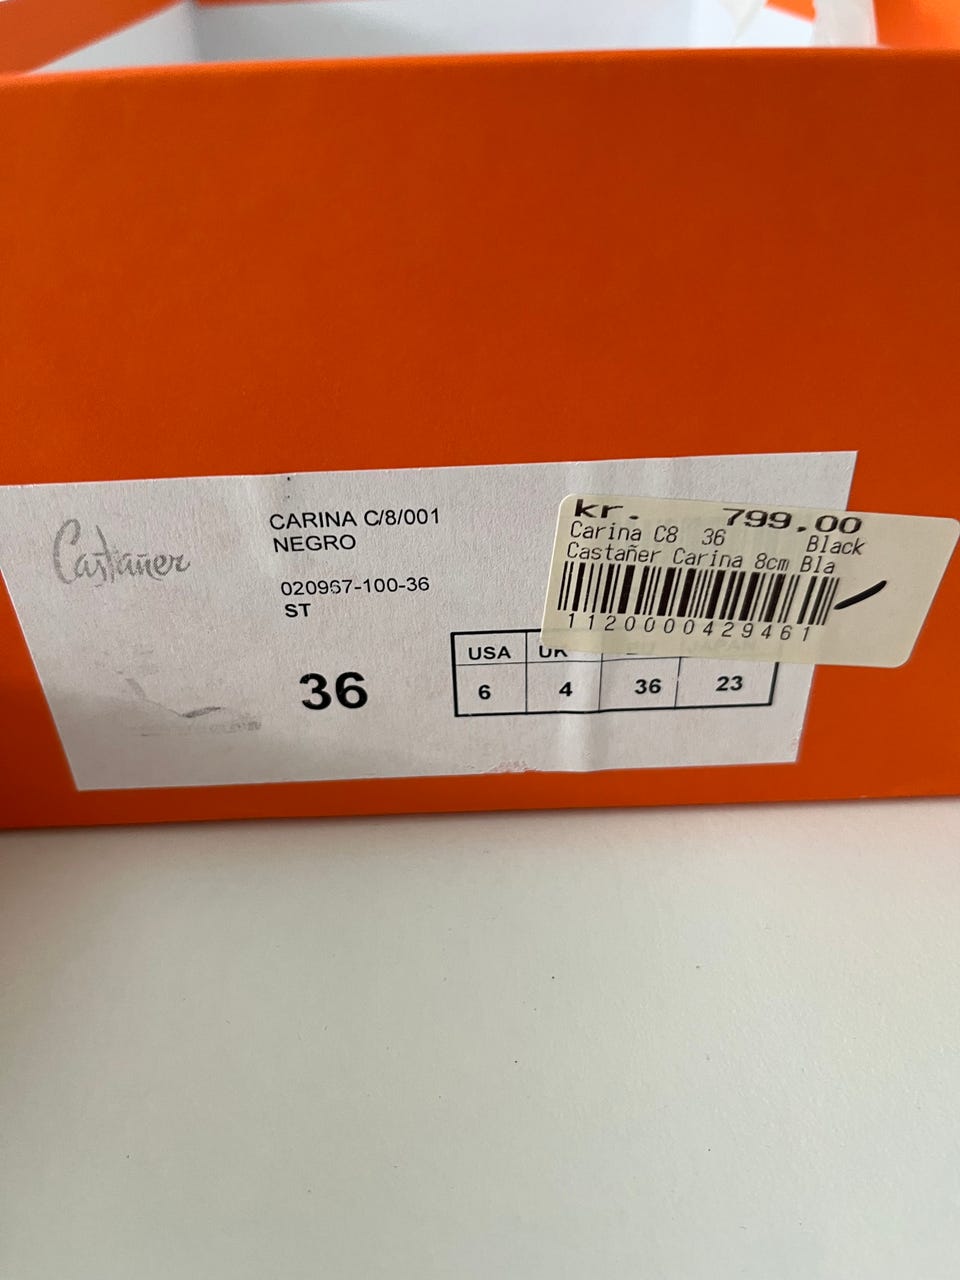 Castañer
CARINA C/8/001
NEGRO
020967-100-36
ST
36
USA UK
6 4 36 23
kr. 799.00
Carina C8 36 Black
Castañer Carina 8cm Bla
1120000429461